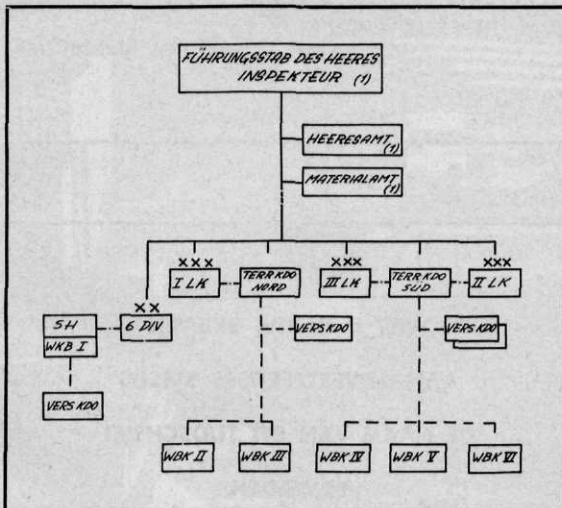 FÜHRUNGSSTAB DES HEERES
INSPEKTEUR (1)
HEERESAMT
(1)
MATERIALAMT
(1)
XXX
I LK
TERR KDO
NORD
XXX
III LK
TERR KDO
SÜD
XXX
II LK
XX
6 DIV
SH
WKB I
VERS KDO
VERS KDO
VERS KDO
WBK II
WBK III
WBK IV
WBK V
WBK VI